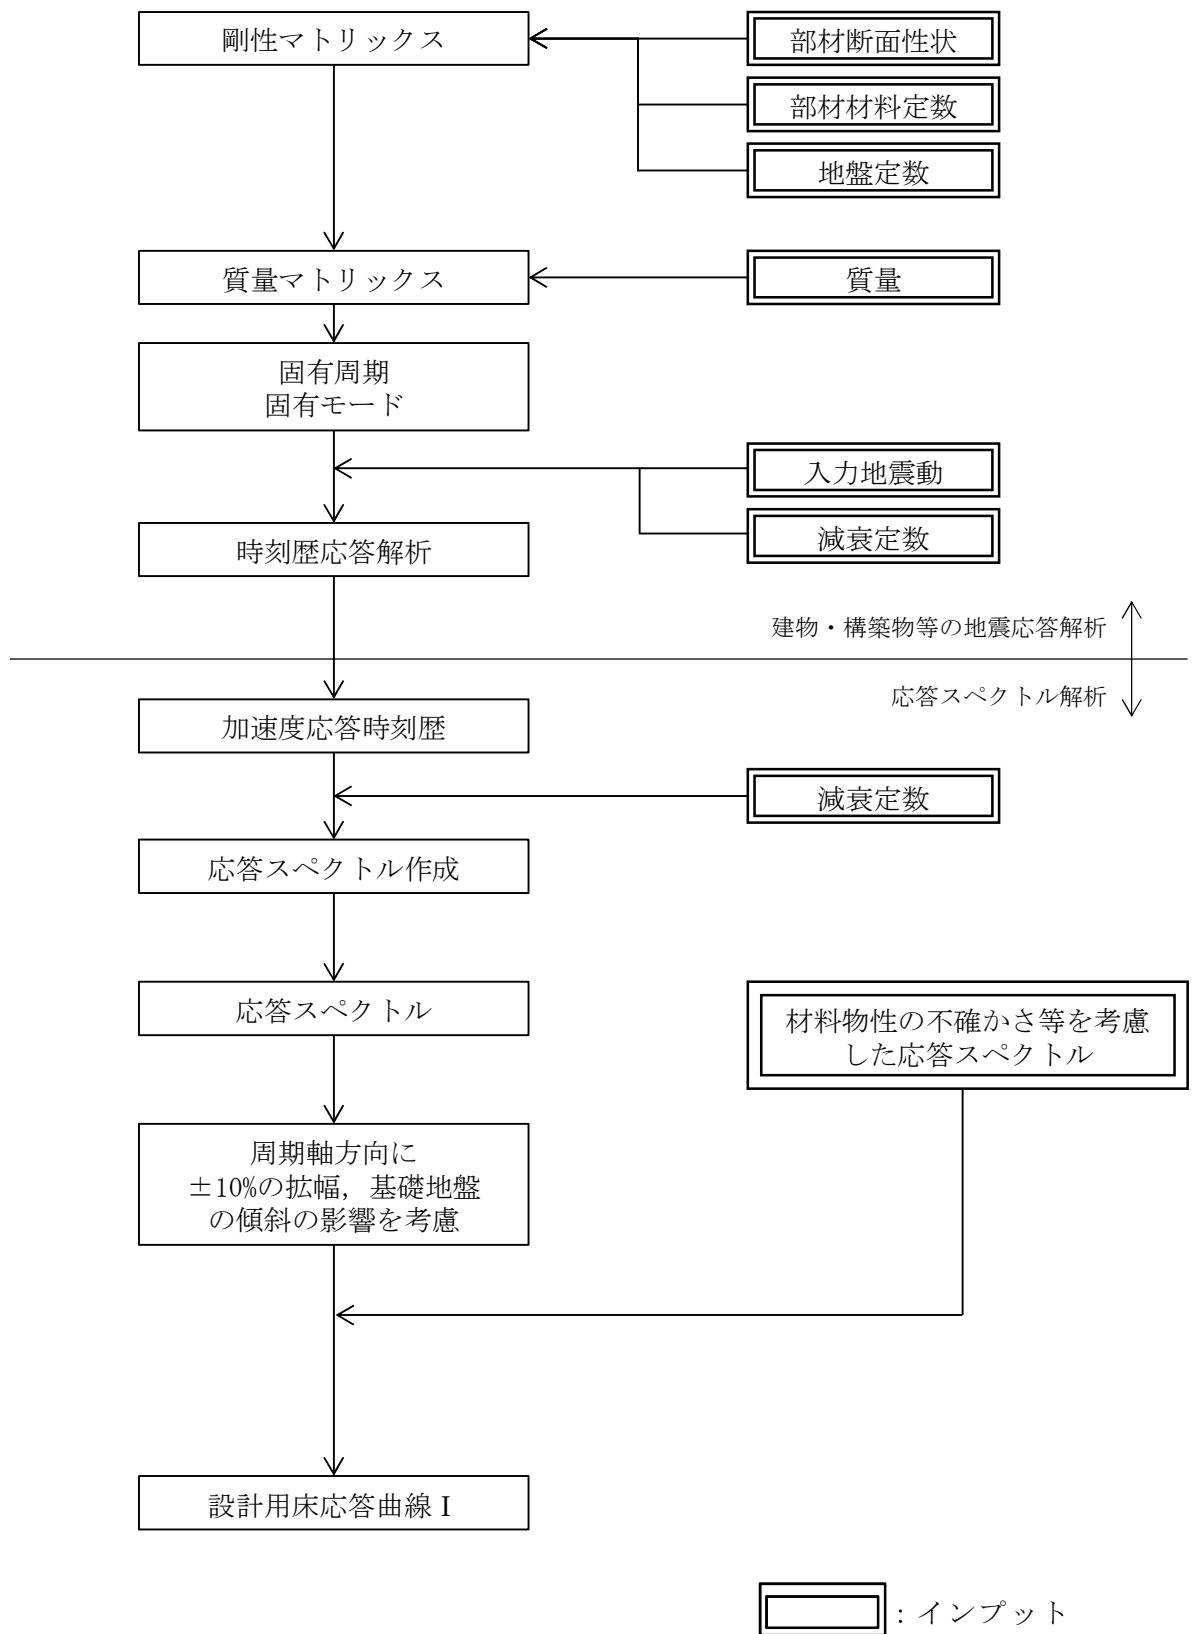 剛性マトリックス
部材断面性状
部材材料定数
地盤定数
質量マトリックス
質量
固有周期
固有モード
入力地震動
減衰定数
時刻歴応答解析
建物・構築物等の地震応答解析
応答スペクトル解析
加速度応答時刻歴
減衰定数
応答スペクトル作成
応答スペクトル
材料物性の不確かさ等を考慮
した応答スペクトル
周期軸方向に
±10%の拡幅，基礎地盤
の傾斜の影響を考慮
設計用床応答曲線Ⅰ
：インプット